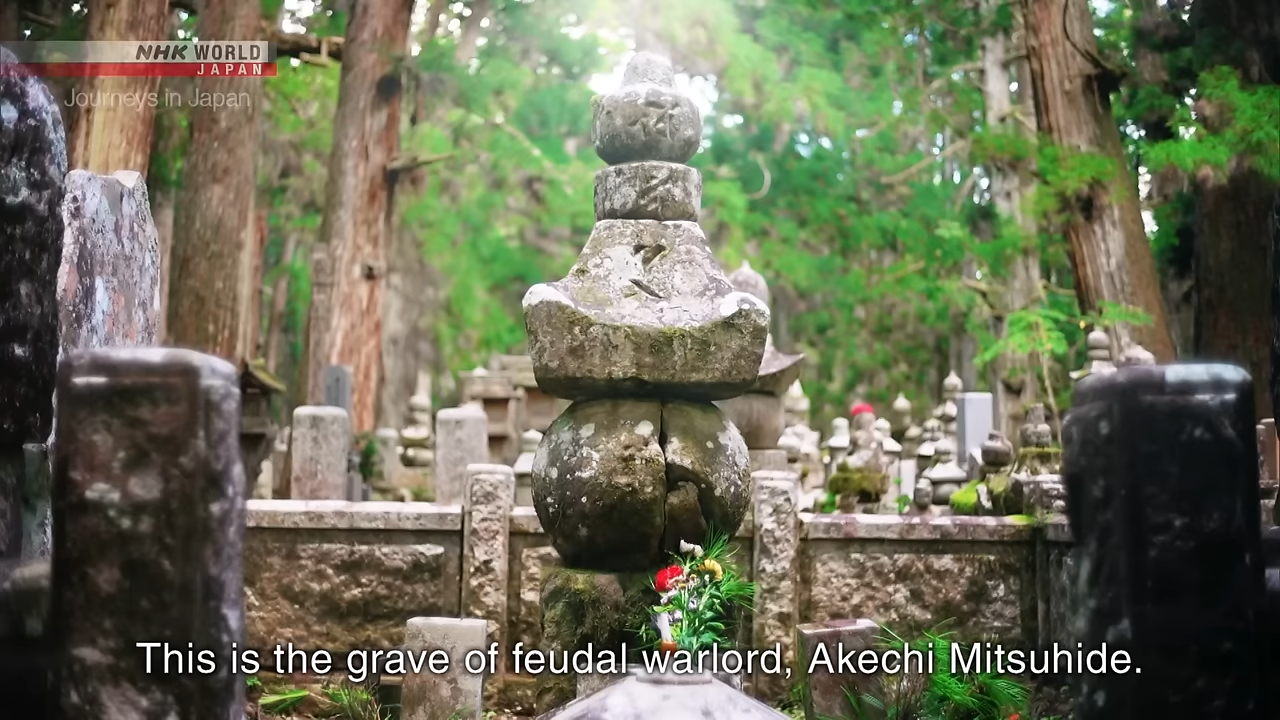 NHK WORLD
JAPAN
Journeys in Japan
This is the grave of feudal warlord, Akechi Mitsuhide.